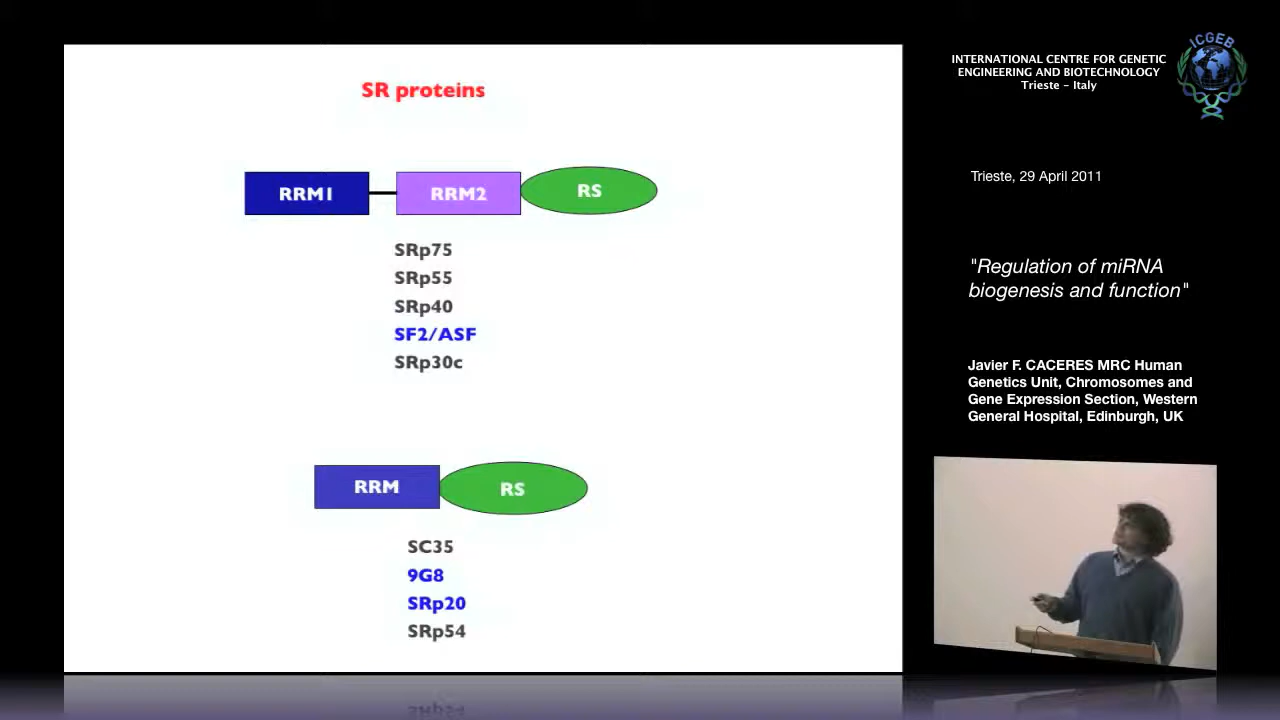 SR proteins
RRM1
RRM2
RS
SRp75
SRp55
SRp40
SF2/ASF
SRp30c
RRM
RS
SC35
9G8
SRp20
SRp54
INTERNATIONAL CENTRE FOR GENETIC
ENGINEERING AND BIOTECHNOLOGY
Trieste - Italy
ICGEB
Trieste, 29 April 2011
"Regulation of miRNA
biogenesis and function"
Javier F. CACERES MRC Human
Genetics Unit, Chromosomes and
Gene Expression Section, Western
General Hospital, Edinburgh, UK